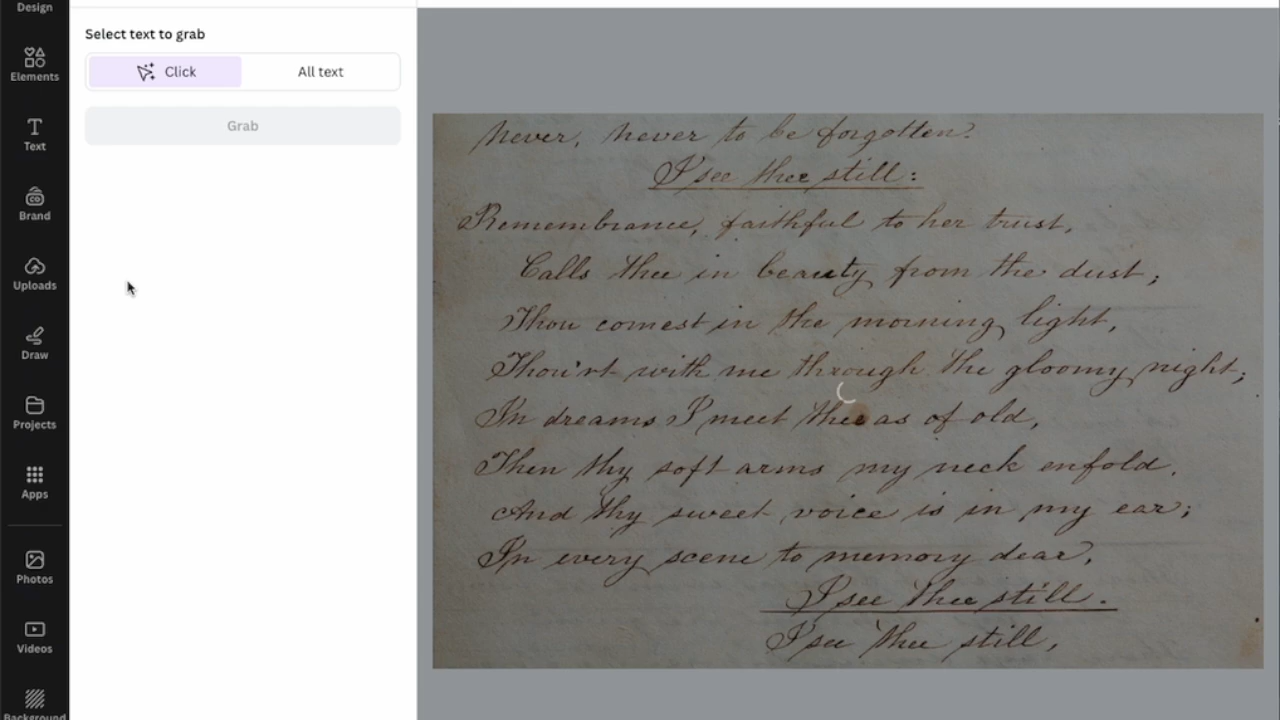 Design
Elements
Text
Brand
Uploads
Draw
Projects
Apps
Photos
Videos
Background
Select text to grab
Click
All text
Grab
never, never to be forgotten.
I see thee still:
Remembrance, faithful to her trust,
Calls thee in beauty from the dust;
Thou comest in the morning light,
Thou'rt with me through the gloomy night;
In dreams I meet thee as of old,
Then thy soft arms my neck enfold.
And thy sweet voice is in my ear;
In every scene to memory dear,
I see thee still.
I see thee still,